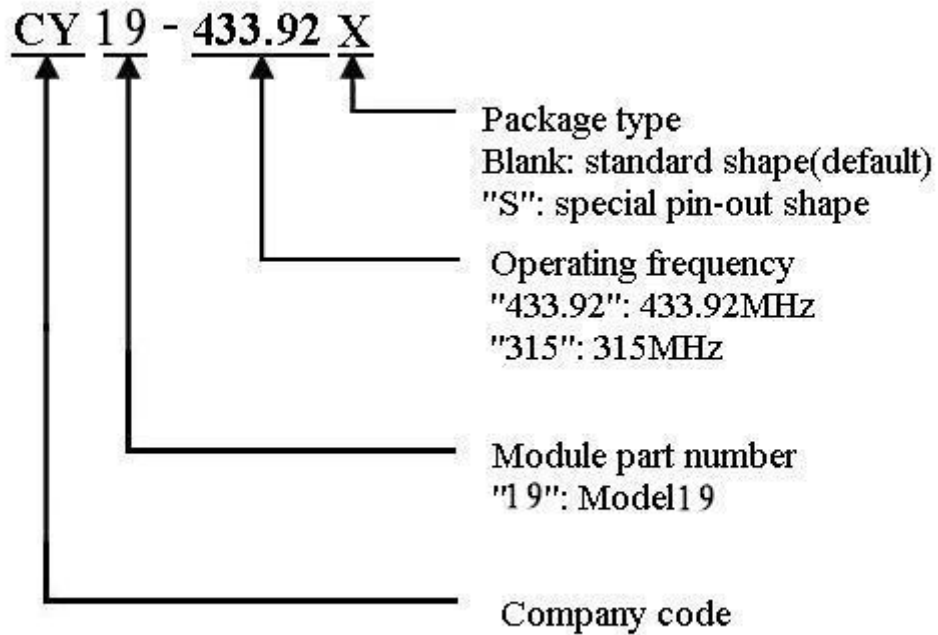 CY 19 - 433.92 X
Package type
Blank: standard shape(default)
"S": special pin-out shape
Operating frequency
"433.92": 433.92MHz
"315": 315MHz
Module part number
"19": Model19
Company code